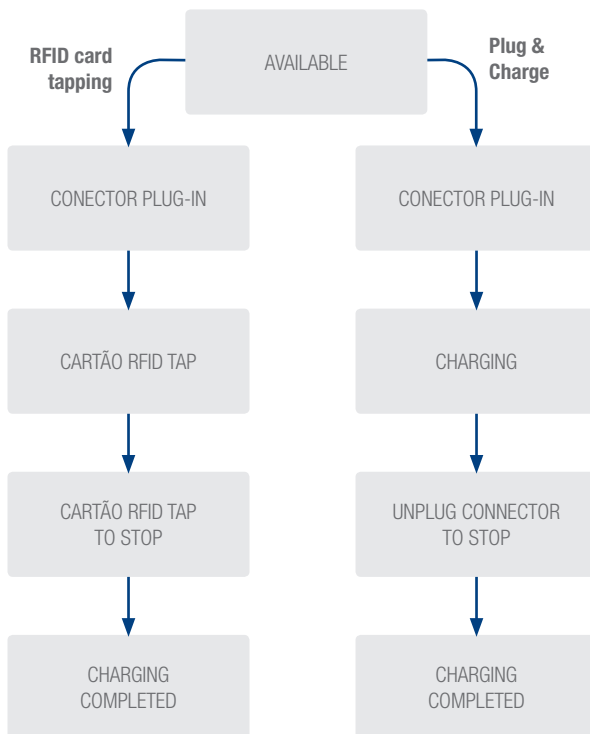 RFID card
tapping
AVAILABLE
Plug &
Charge
CONECTOR PLUG-IN
CONECTOR PLUG-IN
CARTÃO RFID TAP
CHARGING
CARTÃO RFID TAP
TO STOP
UNPLUG CONNECTOR
TO STOP
CHARGING
COMPLETED
CHARGING
COMPLETED